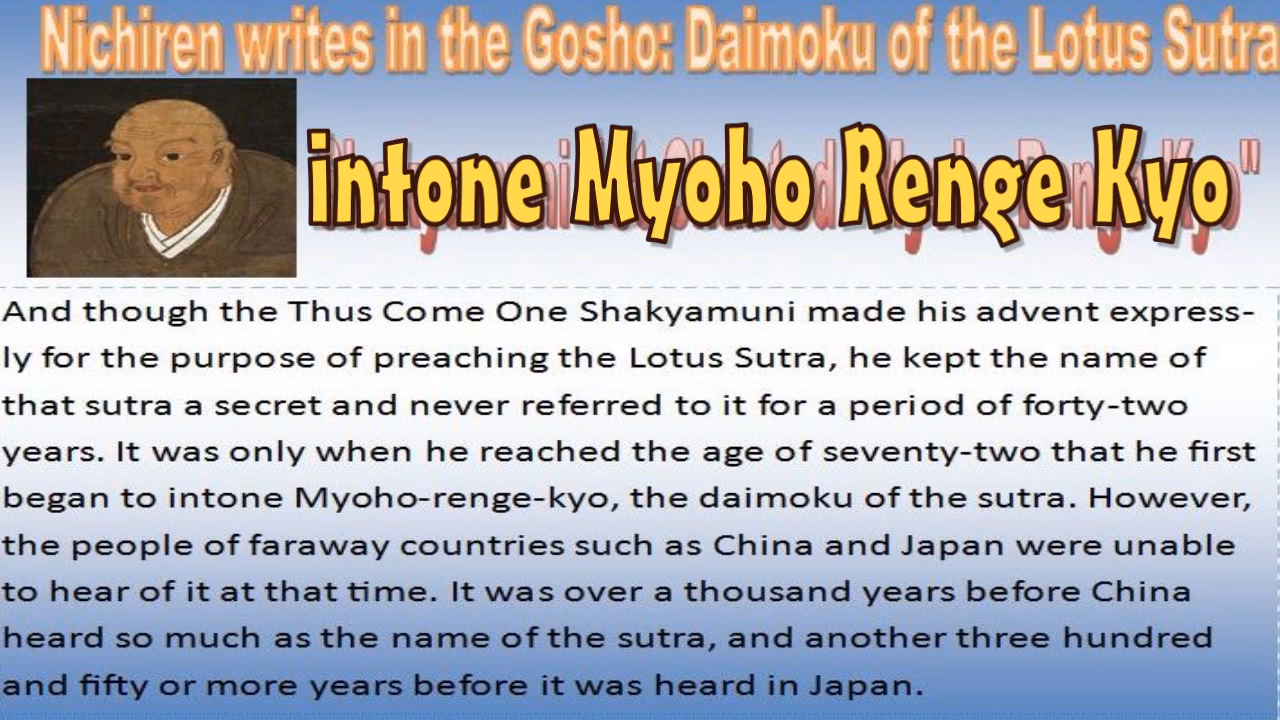 Nichiren writes in the Gosho: Daimoku of the Lotus Sutra
intone Myoho Renge Kyo
And though the Thus Come One Shakyamuni made his advent express-
ly for the purpose of preaching the Lotus Sutra, he kept the name of
that sutra a secret and never referred to it for a period of forty-two
years. It was only when he reached the age of seventy-two that he first
began to intone Myoho-renge-kyo, the daimoku of the sutra. However,
the people of faraway countries such as China and Japan were unable
to hear of it at that time. It was over a thousand years before China
heard so much as the name of the sutra, and another three hundred
and fifty or more years before it was heard in Japan.